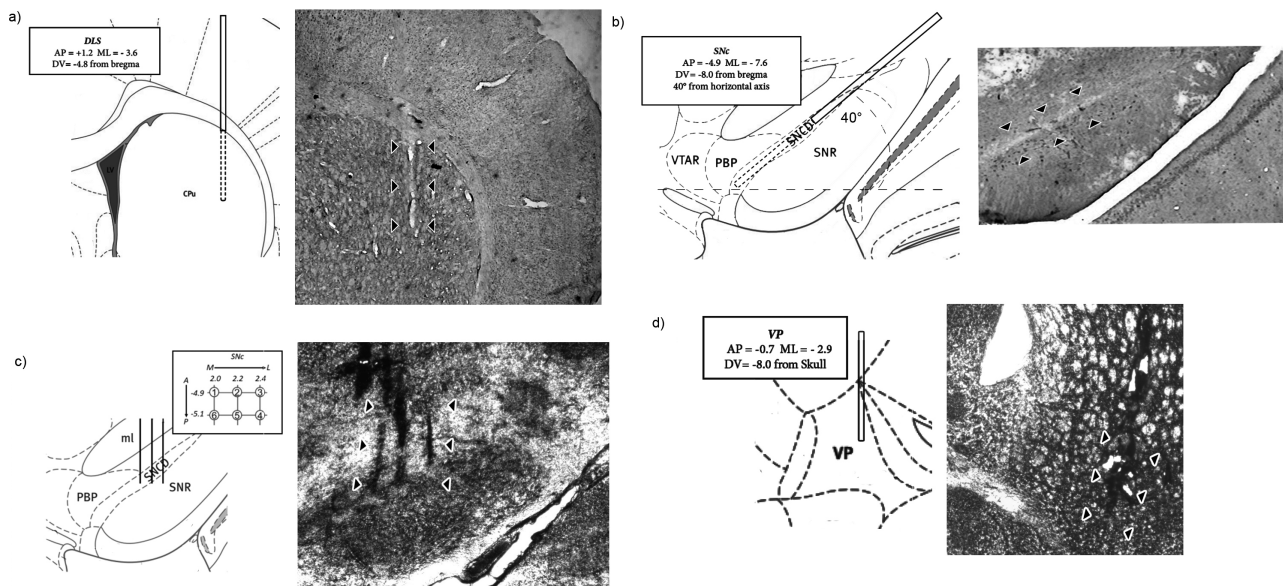 a)
DLS
AP = +1.2 ML = - 3.6
DV= -4.8 from bregma
LV
CPu
b)
SNc
AP = -4.9 ML = - 7.6
DV = -8.0 from bregma
40° from horizontal axis
40°
SNCD
VTAR
PBP
SNR
c)
SNc
M
L
2.0 2.2 2.4
A
-4.9 1 2 3
-5.1 6 5 4
P
ml
SNCD
PBP
SNR
d)
VP
AP = -0.7 ML = - 2.9
DV= -8.0 from Skull
VP